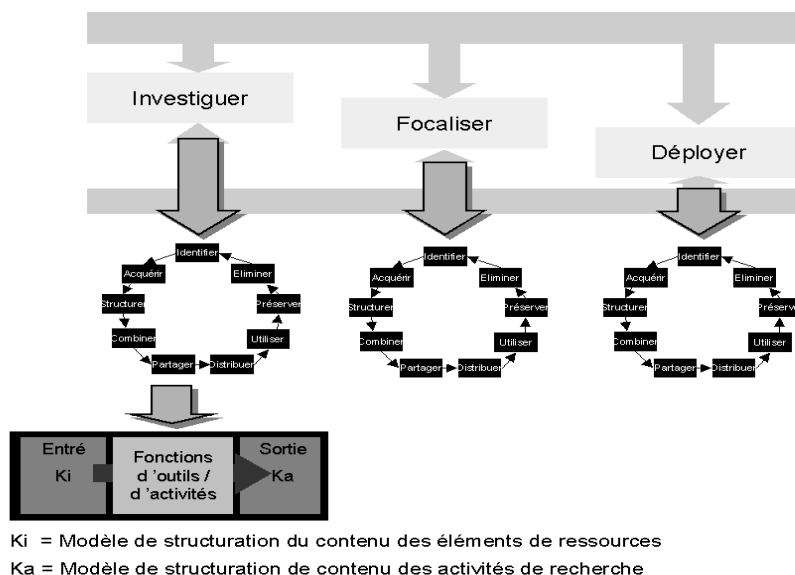 Investiguer
Focaliser
Déployer
Identifier
Acquérir
Eliminer
Structurer
Préserver
Combiner
Utiliser
Partager
Distribuer
Identifier
Acquérir
Eliminer
Structurer
Préserver
Combiner
Utiliser
Partager
Distribuer
Identifier
Acquérir
Eliminer
Structurer
Préserver
Combiner
Utiliser
Partager
Distribuer
Entré
Ki
Fonctions
d 'outils /
d 'activités
Sortie
Ka
Ki = Modèle de structuration du contenu des éléments de ressources
Ka = Modèle de structuration de contenu des activités de recherche